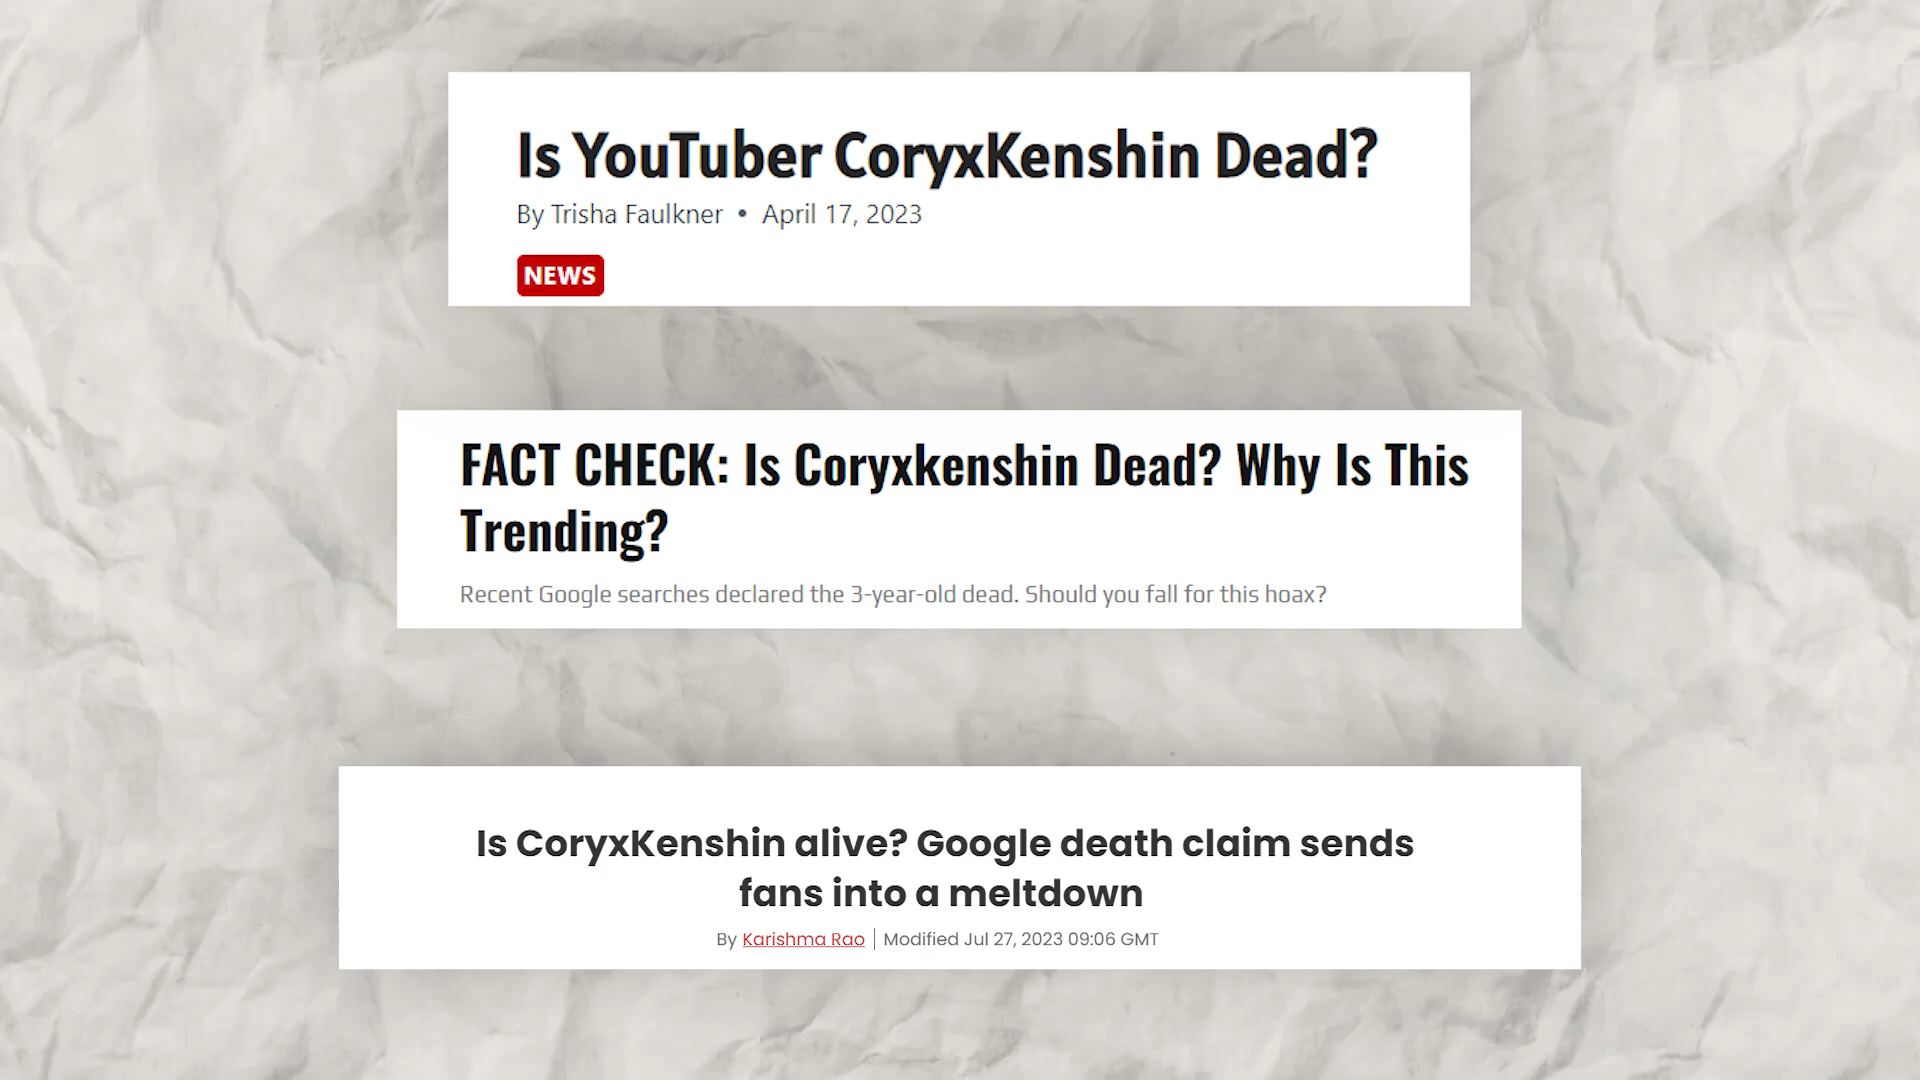 Is YouTuber CoryxKenshin Dead?
By Trisha Faulkner • April 17, 2023
NEWS
FACT CHECK: Is Coryxkenshin Dead? Why Is This
Trending?
Recent Google searches declared the 3-year-old dead. Should you fall for this hoax?
Is CoryxKenshin alive? Google death claim sends
fans into a meltdown
By Karishma Rao | Modified Jul 27, 2023 09:06 GMT